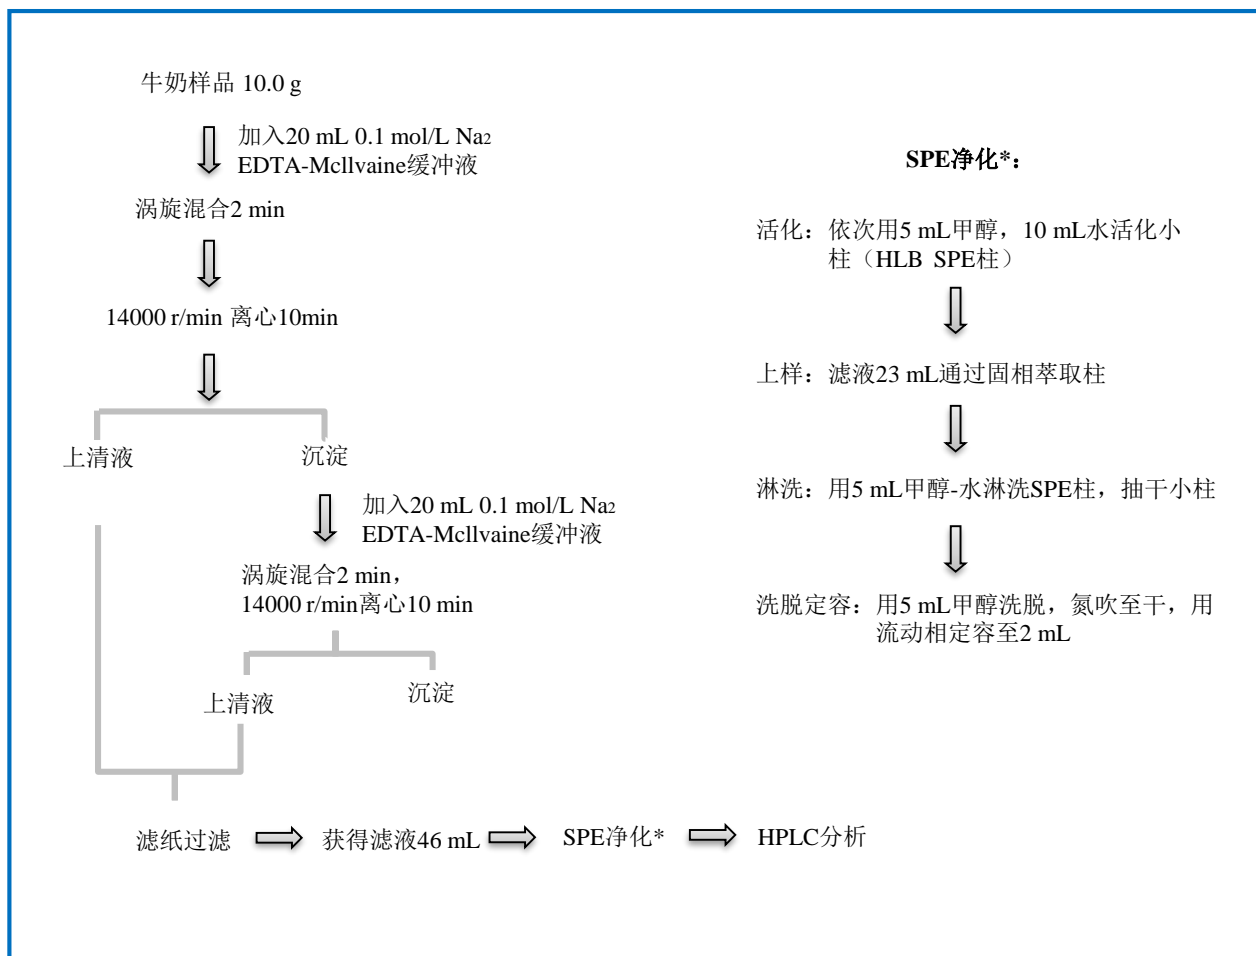 牛奶样品 10.0 g
加入20 mL 0.1 mol/L Na₂
EDTA-Mcllvaine缓冲液
涡旋混合2 min
14000 r/min 离心10min
上清液
沉淀
加入20 mL 0.1 mol/L Na₂
EDTA-Mcllvaine缓冲液
涡旋混合2 min，
14000 r/min离心10 min
上清液
沉淀
滤纸过滤
获得滤液46 mL
SPE净化*
HPLC分析
SPE净化*：
活化：依次用5 mL甲醇，10 mL水活化小
柱（HLB SPE柱）
上样：滤液23 mL通过固相萃取柱
淋洗：用5 mL甲醇-水淋洗SPE柱，抽干小柱
洗脱定容：用5 mL甲醇洗脱，氮吹至干，用
流动相定容至2 mL